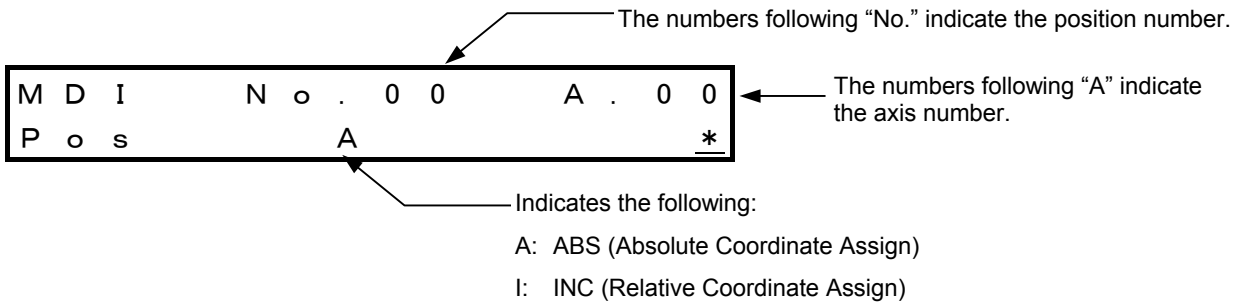 The numbers following “No.” indicate the position number.
MDI No.00 A.00
The numbers following “A” indicate
the axis number.
Pos A *
Indicates the following:
A: ABS (Absolute Coordinate Assign)
I: INC (Relative Coordinate Assign)